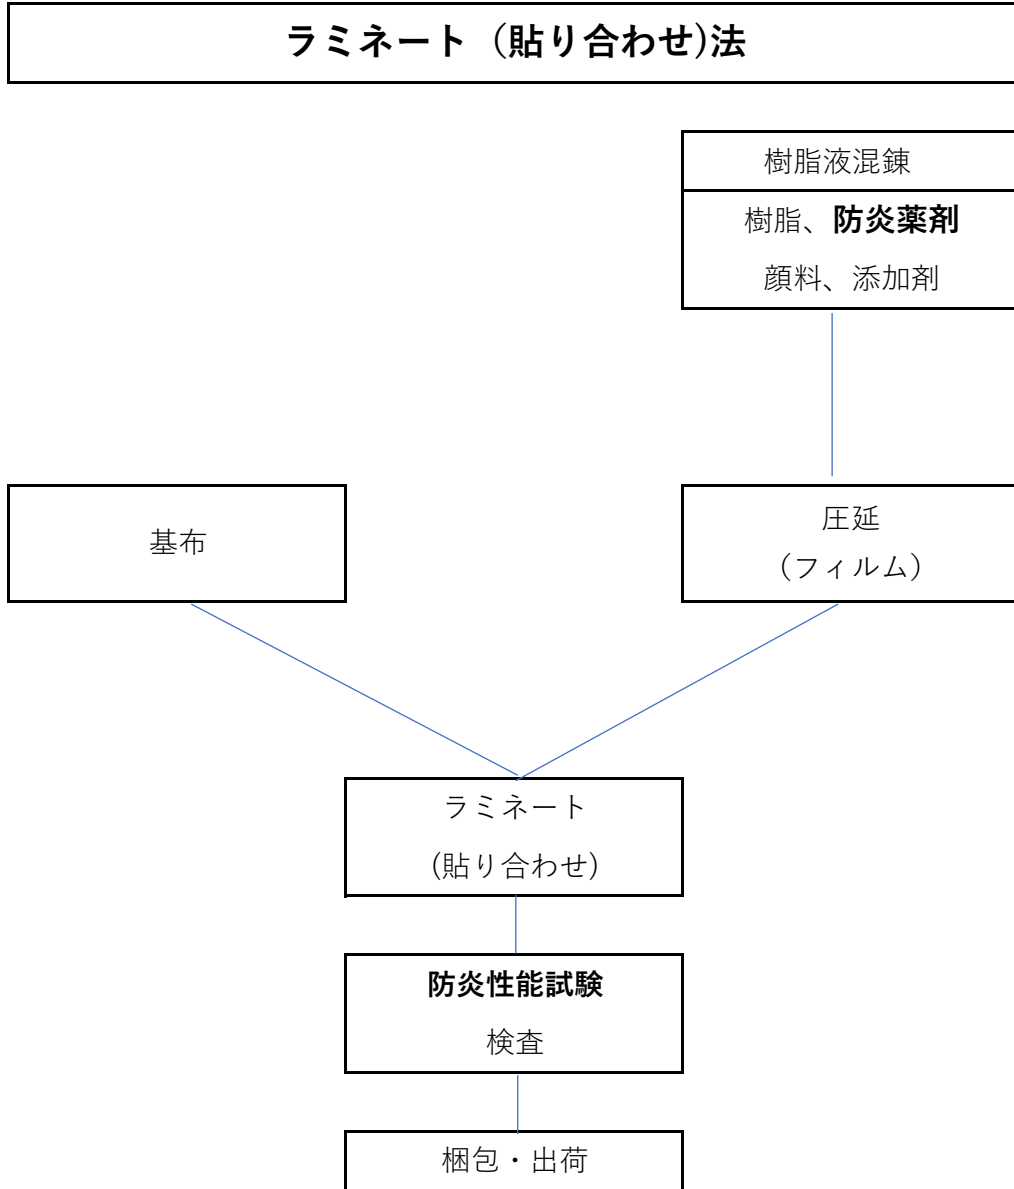 ラミネート（貼り合わせ)法
樹脂液混錬
樹脂、防炎薬剤
顔料、添加剤
基布
圧延
（フィルム）
ラミネート
(貼り合わせ)
防炎性能試験
検査
梱包・出荷